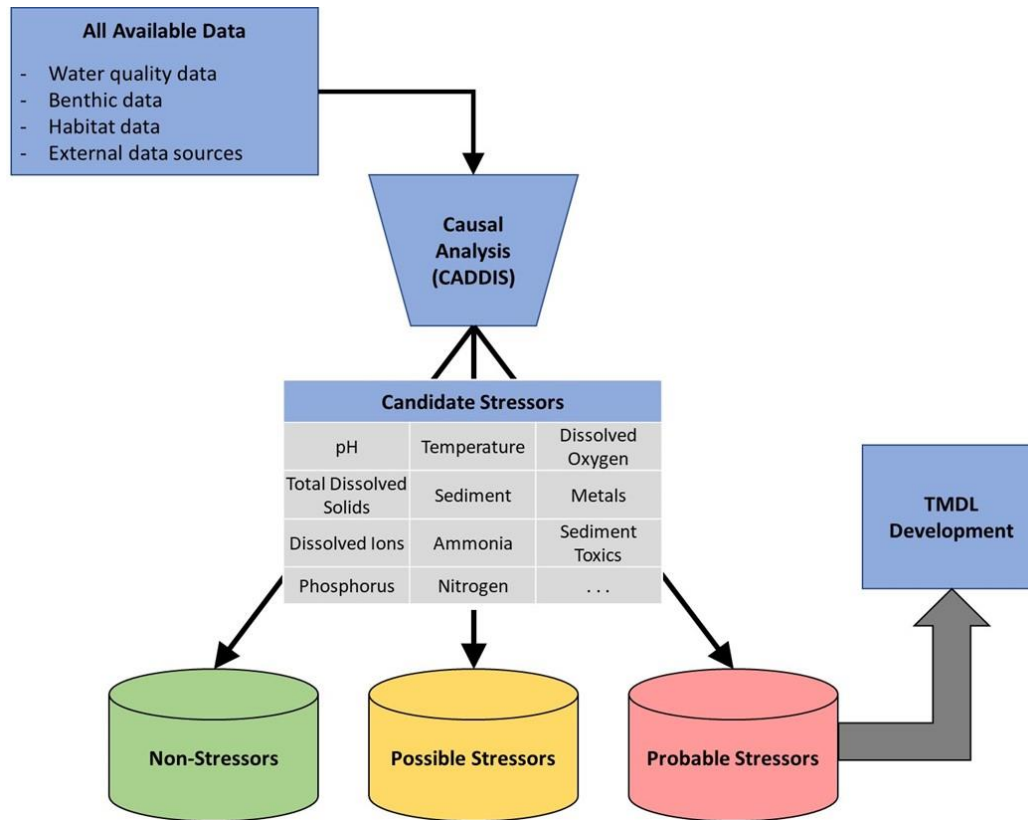 All Available Data
- Water quality data
- Benthic data
- Habitat data
- External data sources
Causal
Analysis
(CADDIS)
Candidate Stressors
pH Temperature Dissolved
Oxygen
Total Dissolved
Solids Sediment Metals
Dissolved Ions Ammonia Sediment
Toxics
Phosphorus Nitrogen . . .
TMDL
Development
Non-Stressors
Possible Stressors
Probable Stressors